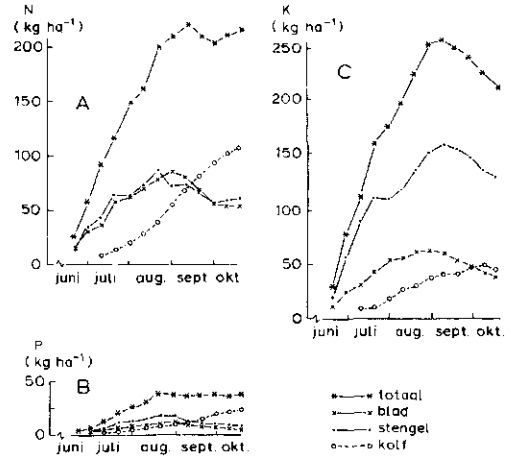 N
(kg ha⁻¹)
200
150
100
50
0
A
juni juli aug. sept. okt.
K
(kg ha⁻¹)
250
200
150
100
50
0
C
juni juli aug. sept. okt.
P
(kg ha⁻¹)
50
25
0
B
juni juli aug. sept. okt.
totaal
blad
stengel
kolf